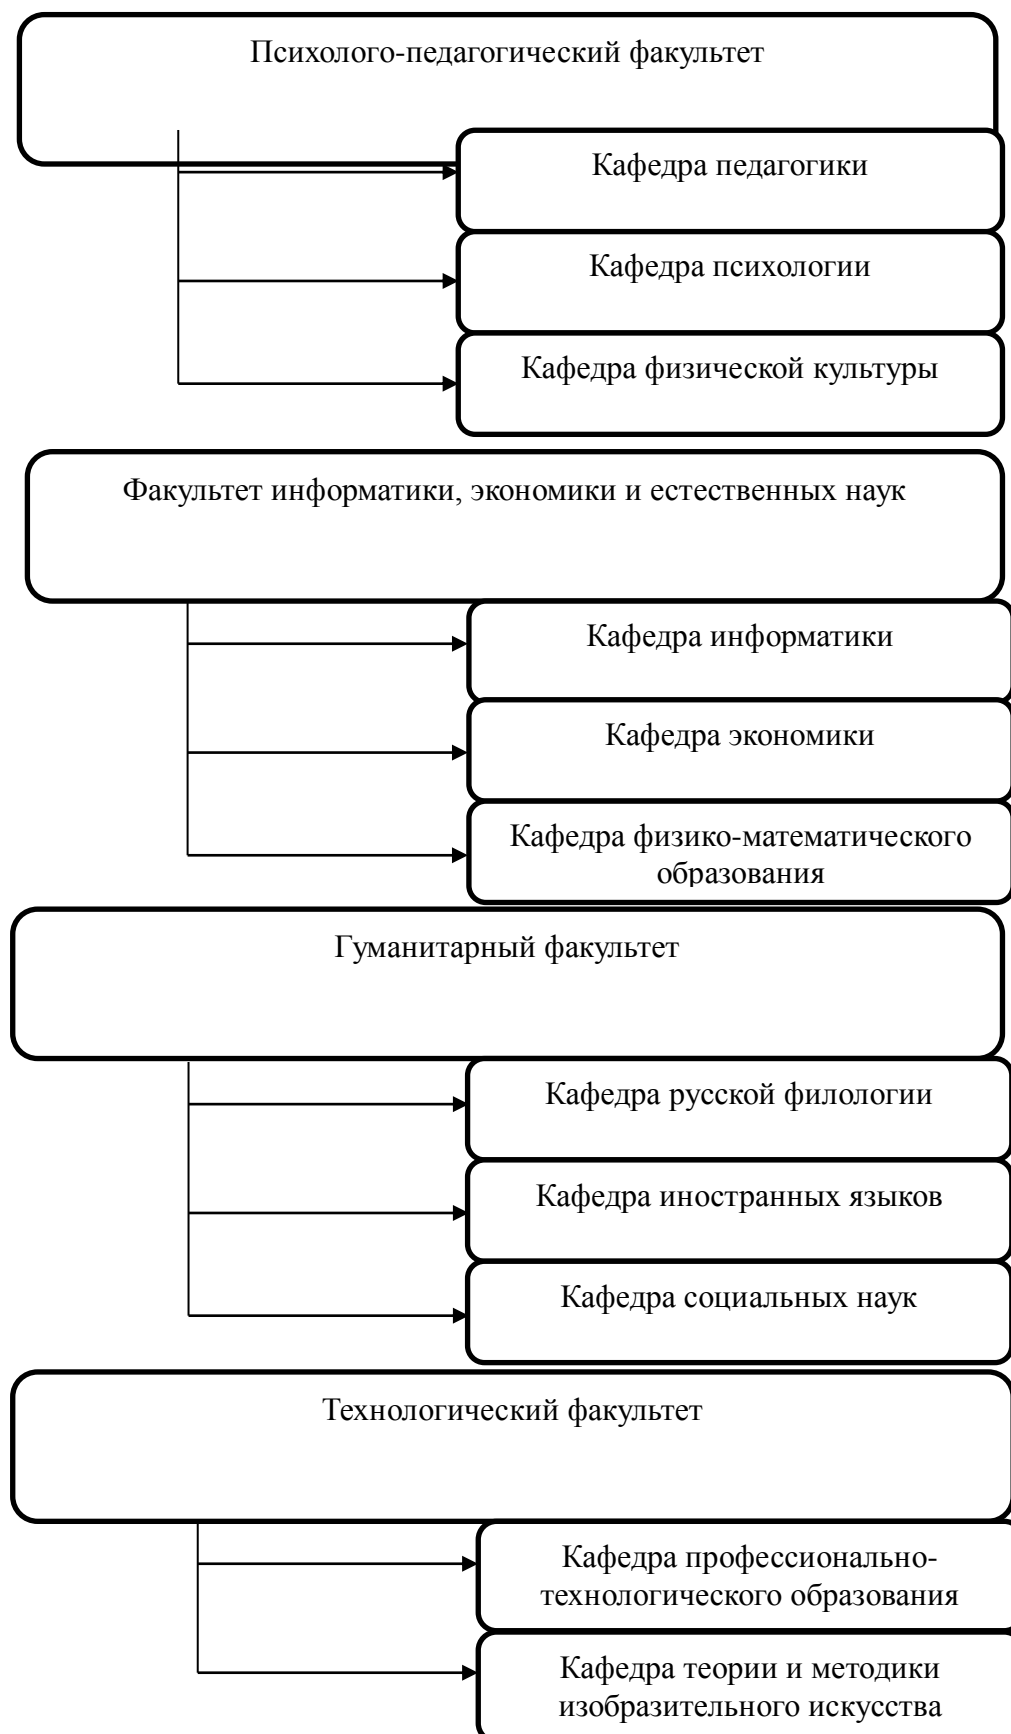 Психолого-педагогический факультет
Кафедра педагогики
Кафедра психологии
Кафедра физической культуры
Факультет информатики, экономики и естественных наук
Кафедра информатики
Кафедра экономики
Кафедра физико-математического
образования
Гуманитарный факультет
Кафедра русской филологии
Кафедра иностранных языков
Кафедра социальных наук
Технологический факультет
Кафедра профессионально-
технологического образования
Кафедра теории и методики
изобразительного искусства